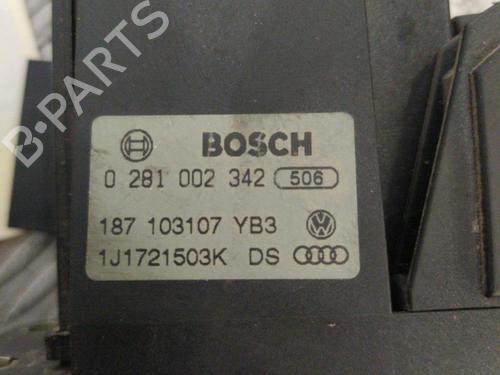 B-PARTS
BOSCH
0 281 002 342 506
187 103107 YB3
1J1721503K DS